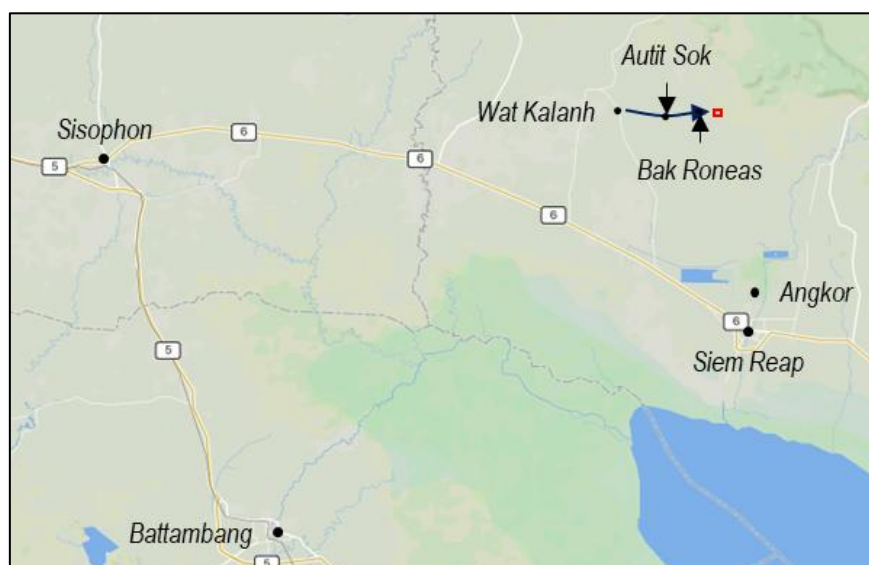 Autit Sok
Wat Kalanh
Sisophon
6
5
6
Bak Roneas
6
Angkor
6
Siem Reap
5
Battambang
5